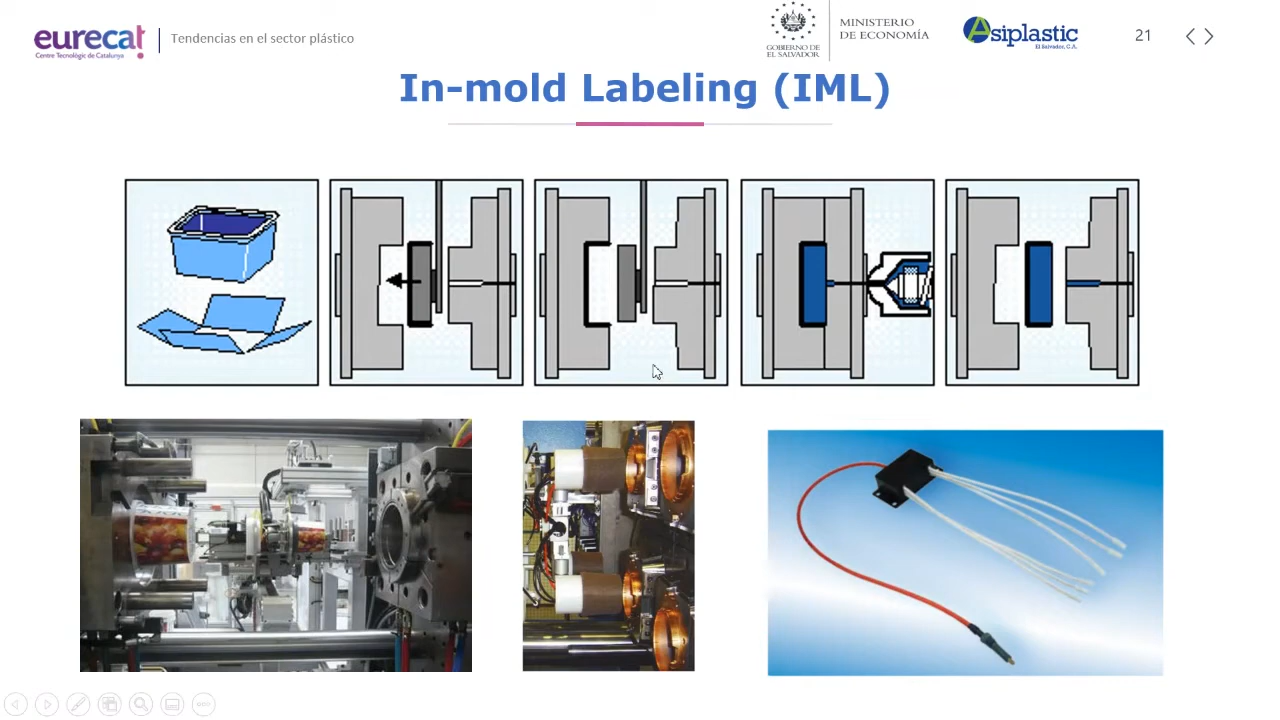 eurecat
Centre Tecnològic de Catalunya
Tendencias en el sector plástico
GOBIERNO DE
EL SALVADOR
MINISTERIO
DE ECONOMÍA
Asiplastic
El Salvador, C.A.
21
In-mold Labeling (IML)